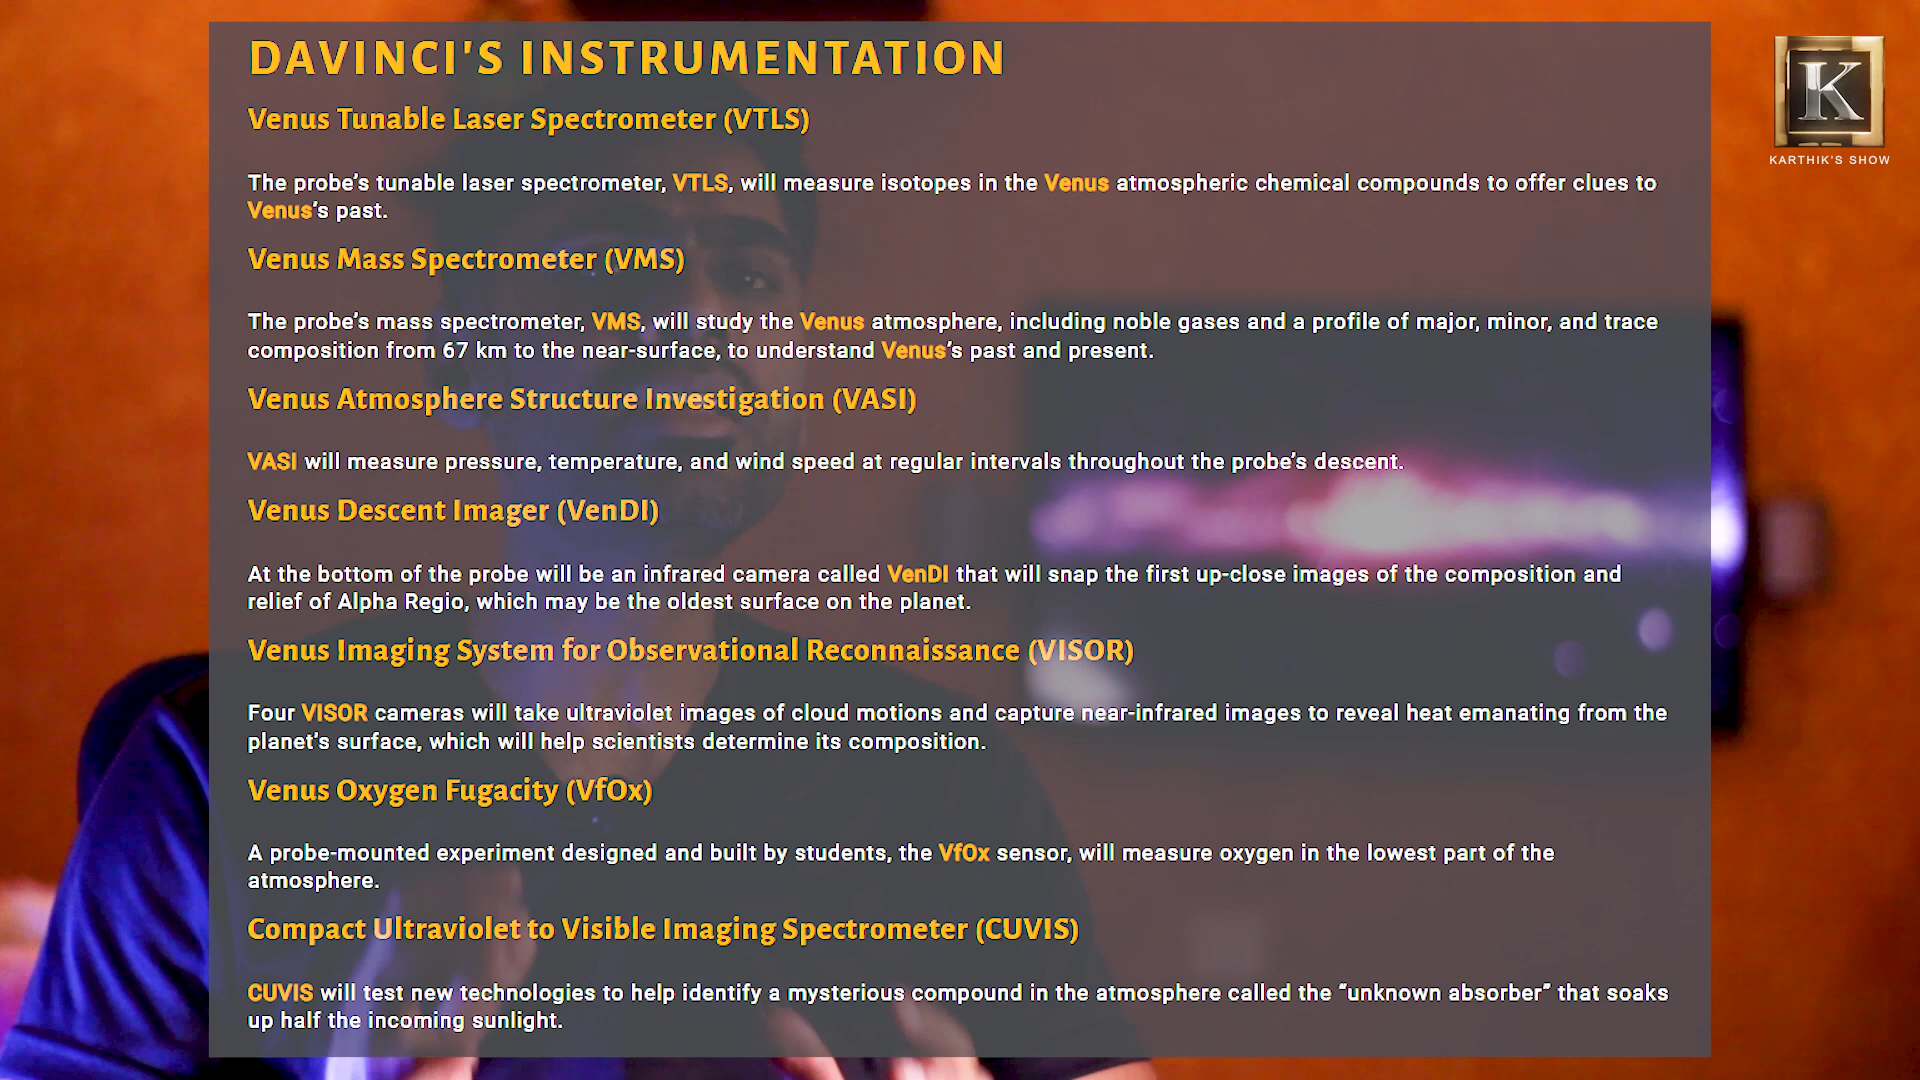 DAVINCI'S INSTRUMENTATION
Venus Tunable Laser Spectrometer (VTLS)
The probe’s tunable laser spectrometer, VTLS, will measure isotopes in the Venus atmospheric chemical compounds to offer clues to
Venus’s past.
Venus Mass Spectrometer (VMS)
The probe’s mass spectrometer, VMS, will study the Venus atmosphere, including noble gases and a profile of major, minor, and trace
composition from 67 km to the near-surface, to understand Venus’s past and present.
Venus Atmosphere Structure Investigation (VASI)
VASI will measure pressure, temperature, and wind speed at regular intervals throughout the probe’s descent.
Venus Descent Imager (VenDI)
At the bottom of the probe will be an infrared camera called VenDI that will snap the first up-close images of the composition and
relief of Alpha Regio, which may be the oldest surface on the planet.
Venus Imaging System for Observational Reconnaissance (VISOR)
Four VISOR cameras will take ultraviolet images of cloud motions and capture near-infrared images to reveal heat emanating from the
planet’s surface, which will help scientists determine its composition.
Venus Oxygen Fugacity (VfOx)
A probe-mounted experiment designed and built by students, the VfOx sensor, will measure oxygen in the lowest part of the
atmosphere.
Compact Ultraviolet to Visible Imaging Spectrometer (CUVIS)
CUVIS will test new technologies to help identify a mysterious compound in the atmosphere called the “unknown absorber” that soaks
up half the incoming sunlight.
K
KARTHIK'S SHOW